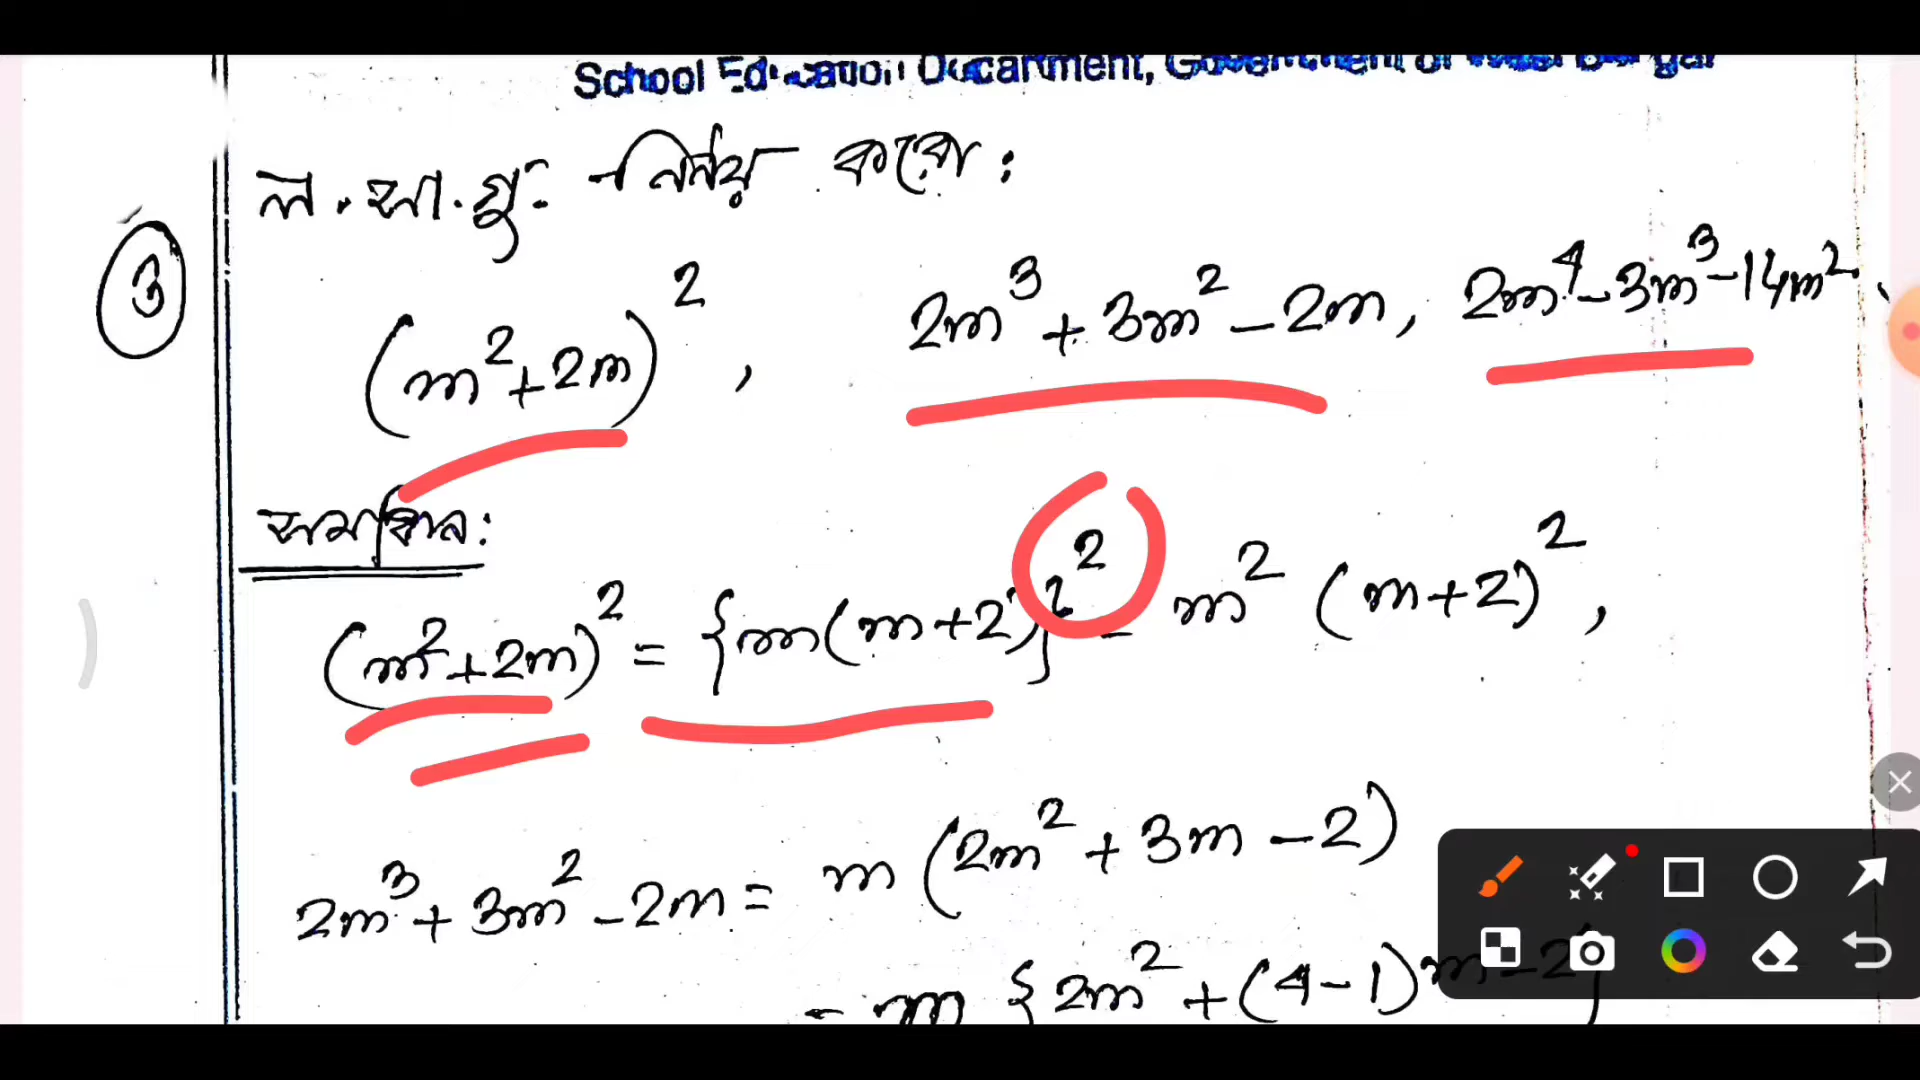 School Education Department, Government of West Bengal
ল.সা.গু. নির্ণয় করো:
③ (m²+2m)², 2m³+3m²-2m, 2m⁴-3m³-14m².
সমাধান:
(m²+2m)² = {m(m+2)}² = m² (m+2)²,
2m³+3m²-2m = m (2m²+3m-2)
= m {2m²+(4-1)m-2}